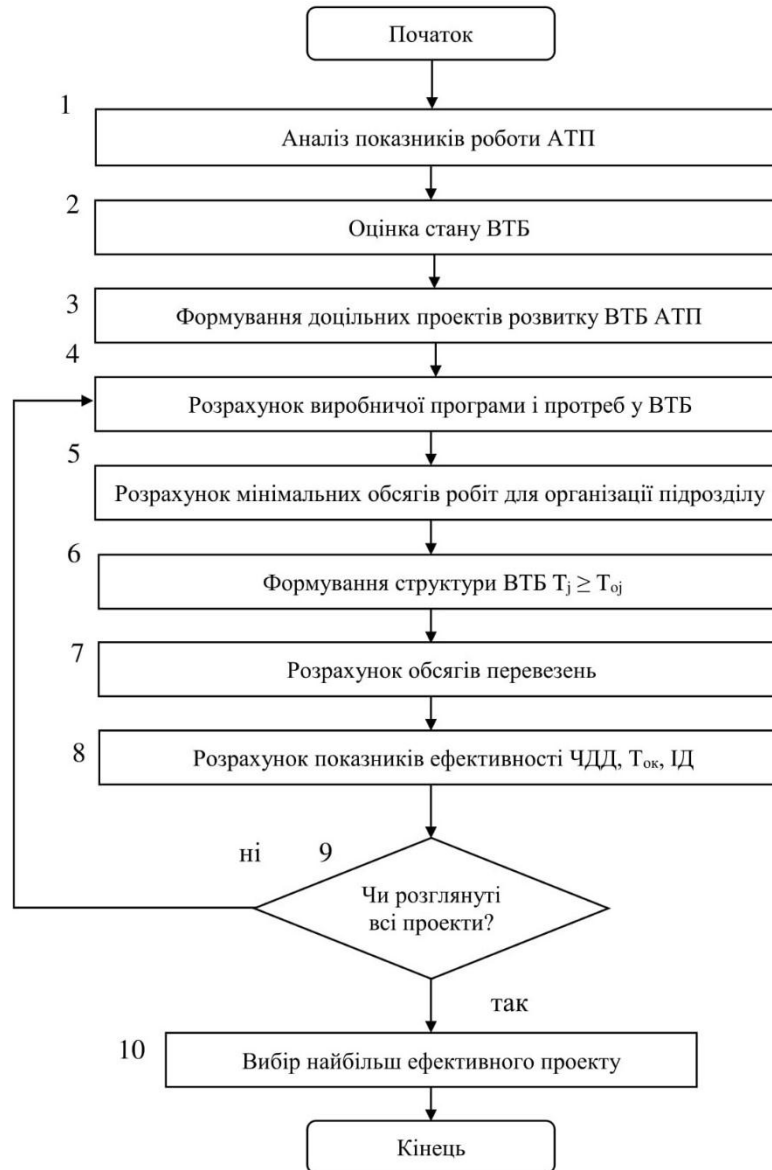 Початок
1
Аналіз показників роботи АТП
2
Оцінка стану ВТБ
3
Формування доцільних проектів розвитку ВТБ АТП
4
Розрахунок виробничої програми і протреб у ВТБ
5
Розрахунок мінімальних обсягів робіт для організації підрозділу
6
Формування структури ВТБ Tj ≥ Toj
7
Розрахунок обсягів перевезень
8
Розрахунок показників ефективності ЧДД, Ток, ІД
ні
9
Чи розглянуті
всі проекти?
так
10
Вибір найбільш ефективного проекту
Кінець